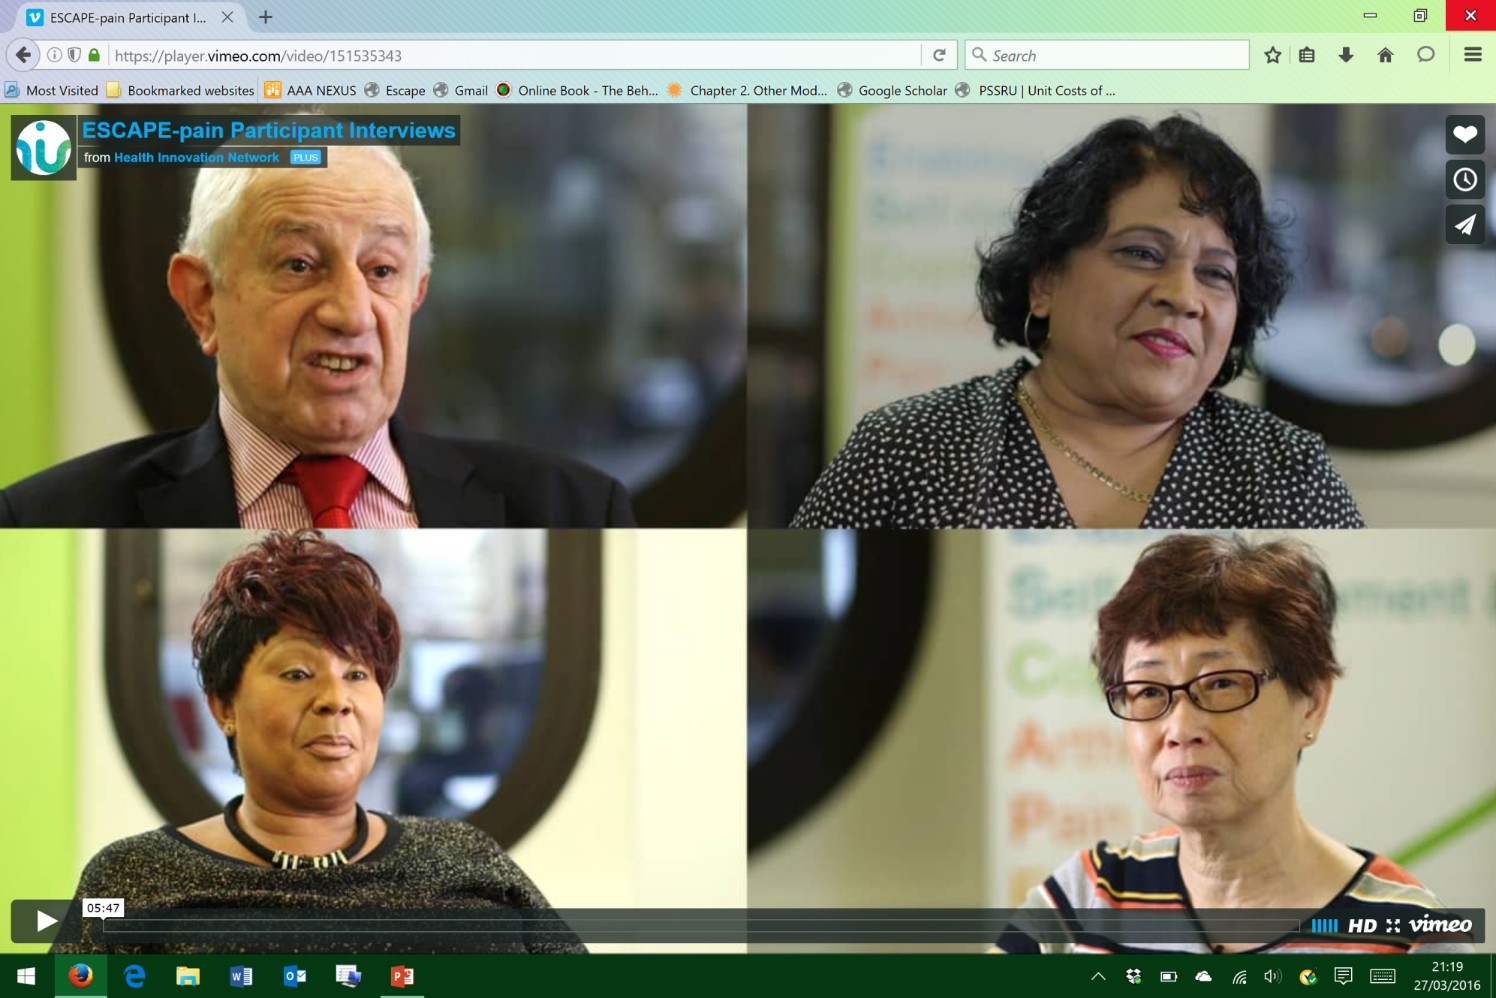 ESCAPE-pain Participant I...
https://player.vimeo.com/video/151535343
Search
Most Visited
Bookmarked websites
AAA NEXUS
Escape
Gmail
Online Book - The Beh...
Chapter 2. Other Mod...
Google Scholar
PSSRU | Unit Costs of ...
ESCAPE-pain Participant Interviews
from Health Innovation Network PLUS
05:47
HD
vimeo
21:19
27/03/2016